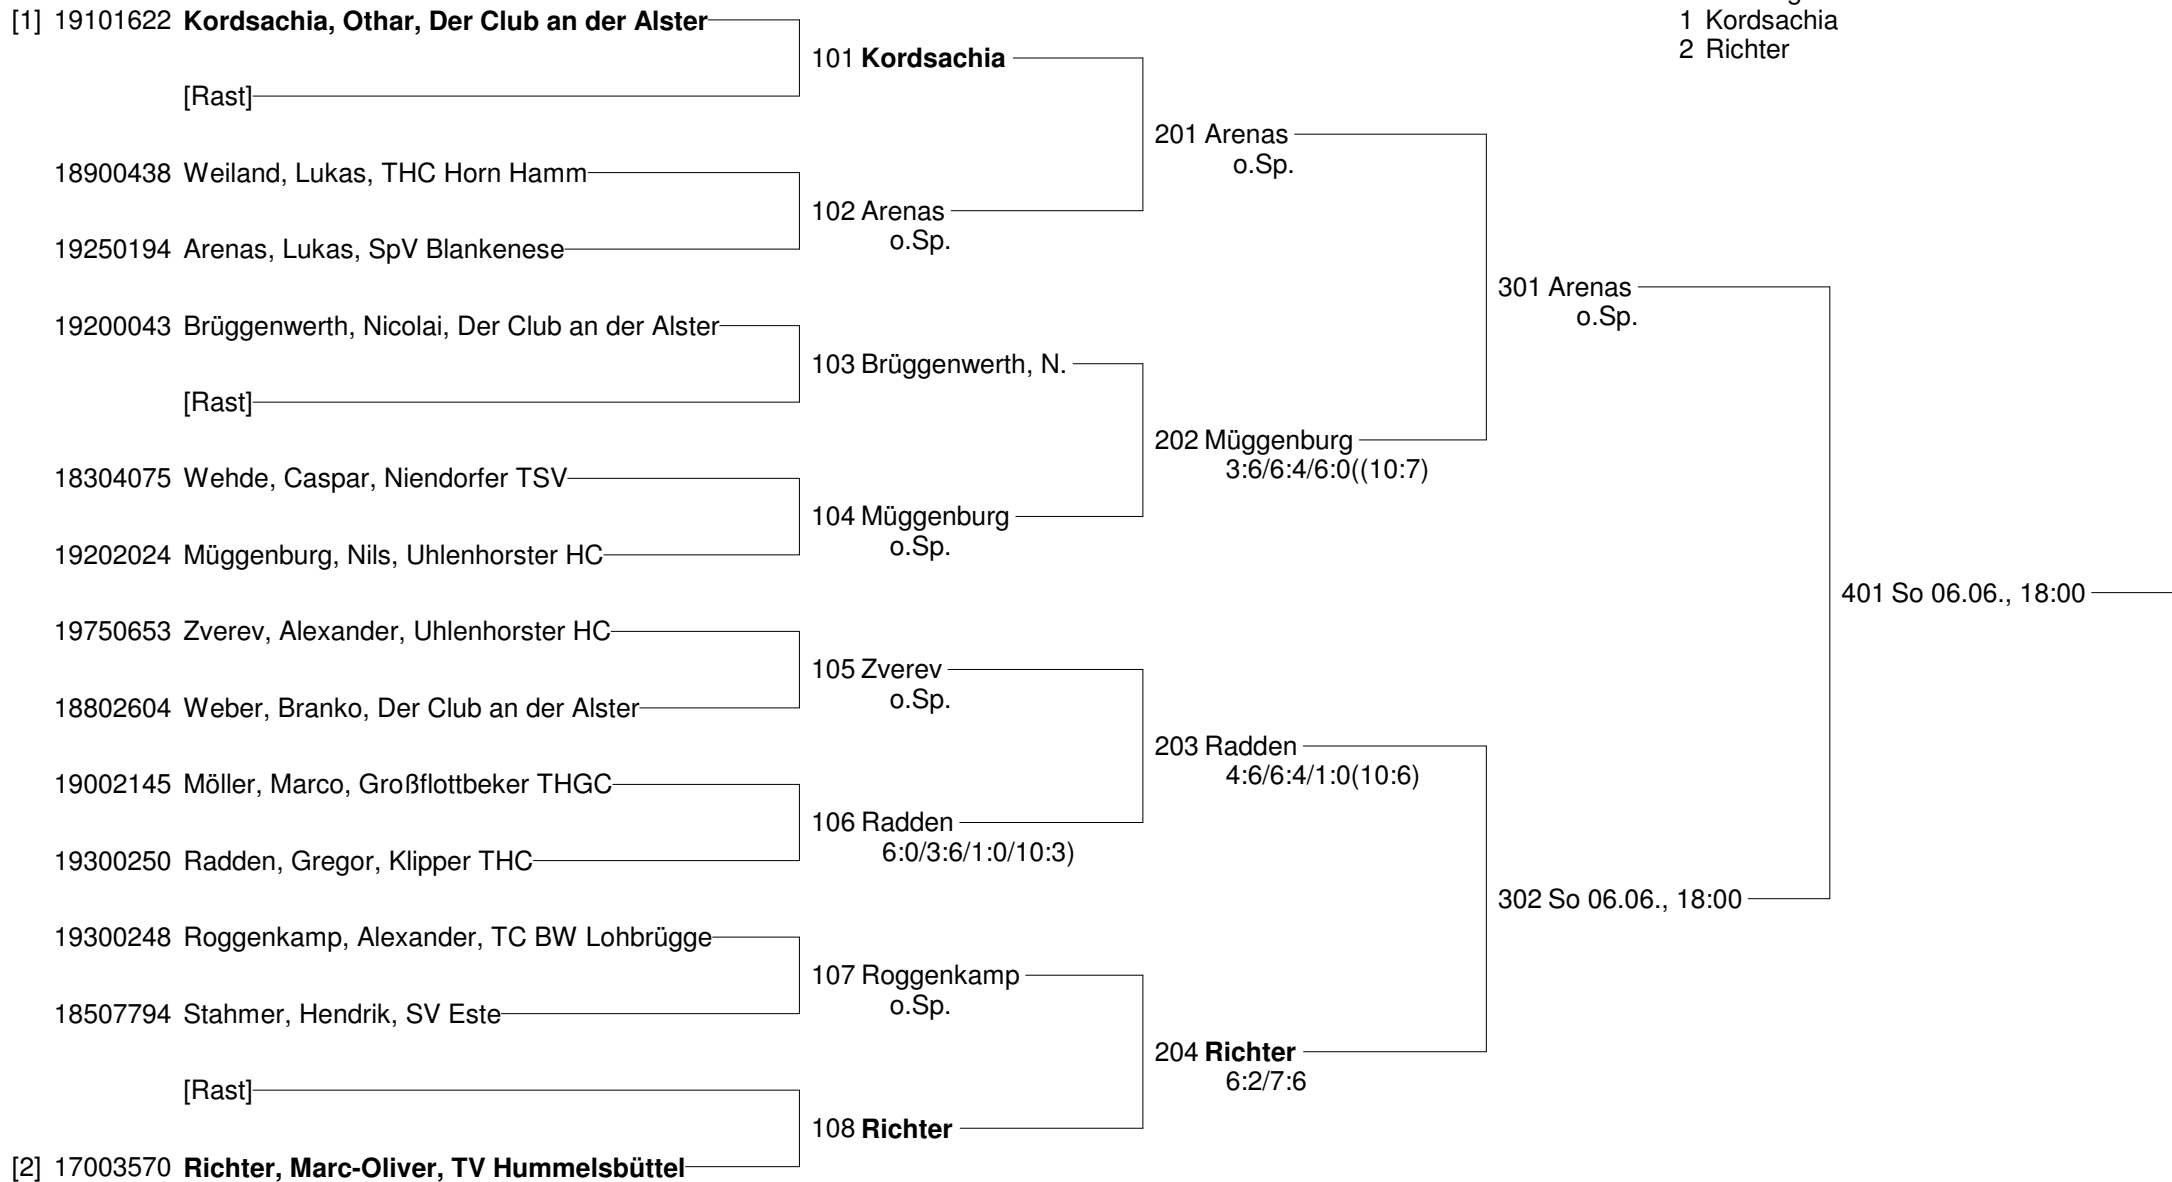 [1] 19101622 Kordsachia, Othar, Der Club an der Alster
[Rast]
18900438 Weiland, Lukas, THC Horn Hamm
19250194 Arenas, Lukas, SpV Blankenese
19200043 Brüggenwerth, Nicolai, Der Club an der Alster
[Rast]
18304075 Wehde, Caspar, Niendorfer TSV
19202024 Müggenburg, Nils, Uhlenhorster HC
19750653 Zverev, Alexander, Uhlenhorster HC
18802604 Weber, Branko, Der Club an der Alster
19002145 Möller, Marco, Großflottbeker THGC
19300250 Radden, Gregor, Klipper THC
19300248 Roggenkamp, Alexander, TC BW Lohbrügge
18507794 Stahmer, Hendrik, SV Este
[Rast]
[2] 17003570 Richter, Marc-Oliver, TV Hummelsbüttel
101 Kordsachia
102 Arenas
o.Sp.
103 Brüggenwerth, N.
104 Müggenburg
o.Sp.
105 Zverev
o.Sp.
106 Radden
6:0/3:6/1:0/10:3)
107 Roggenkamp
o.Sp.
108 Richter
201 Arenas
o.Sp.
202 Müggenburg
3:6/6:4/6:0((10:7)
203 Radden
4:6/6:4/1:0(10:6)
204 Richter
6:2/7:6
301 Arenas
o.Sp.
302 So 06.06., 18:00
401 So 06.06., 18:00
1 Kordsachia
2 Richter